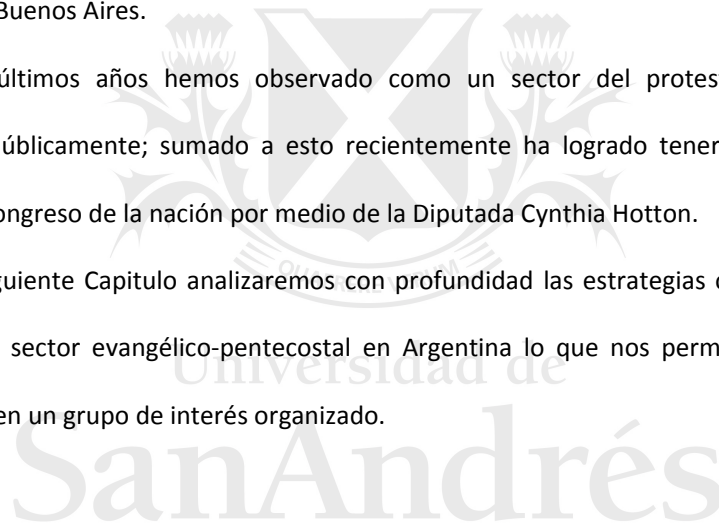 Buenos Aires.
últimos años hemos observado como un sector del protes
úblicamente; sumado a esto recientemente ha logrado tener
ongreso de la nación por medio de la Diputada Cynthia Hotton.
guiente Capitulo analizaremos con profundidad las estrategias
sector evangélico-pentecostal en Argentina lo que nos perm
en un grupo de interés organizado.
Universidad de
SanAndrés